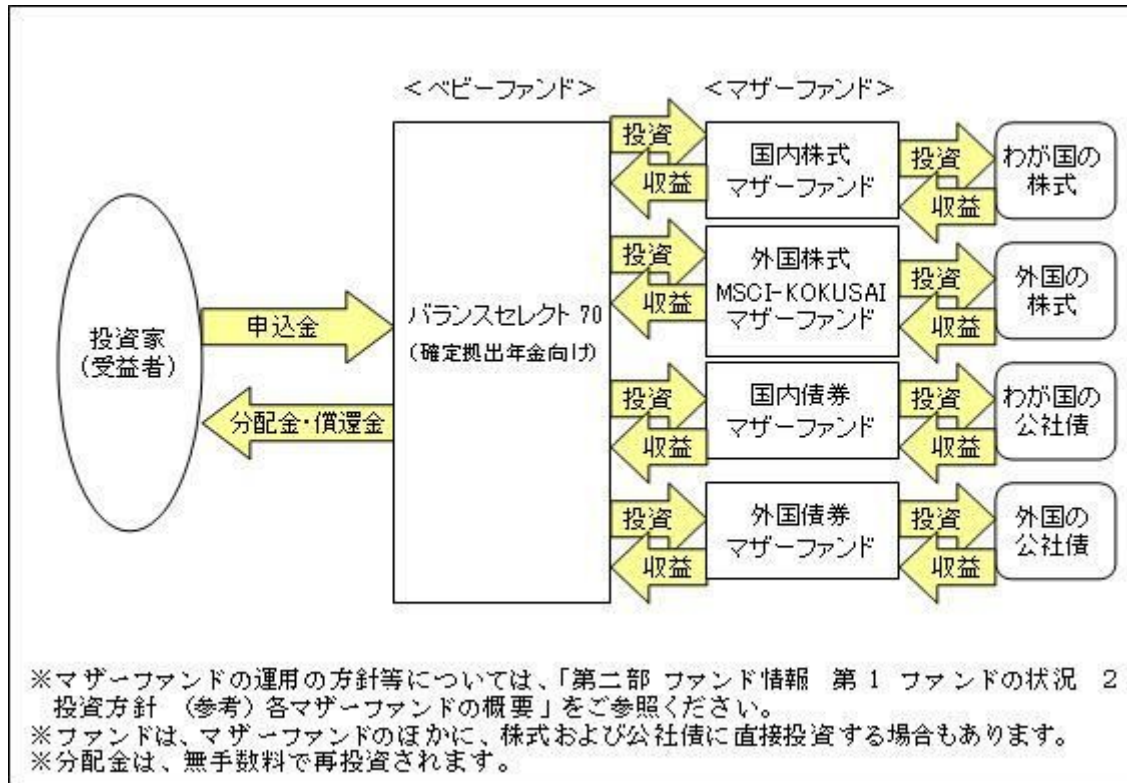 ＜ベビーファンド＞
＜マザーファンド＞
投資家
（受益者）
申込金
分配金・償還金
バランスセレクト 70
（確定拠出年金向け）
投資
収益
国内株式
マザーファンド
投資
収益
わが国の
株式
投資
収益
外国株式
MSCI-KOKUSAI
マザーファンド
投資
収益
外国の
株式
投資
収益
国内債券
マザーファンド
投資
収益
わが国の
公社債
投資
収益
外国債券
マザーファンド
投資
収益
外国の
公社債
※マザーファンドの運用の方針等については、「第二部 ファンド情報　第１ ファンドの状況　２
投資方針　（参考）各マザーファンドの概要」をご参照ください。
※ファンドは、マザーファンドのほかに、株式および公社債に直接投資する場合もあります。
※分配金は、無手数料で再投資されます。